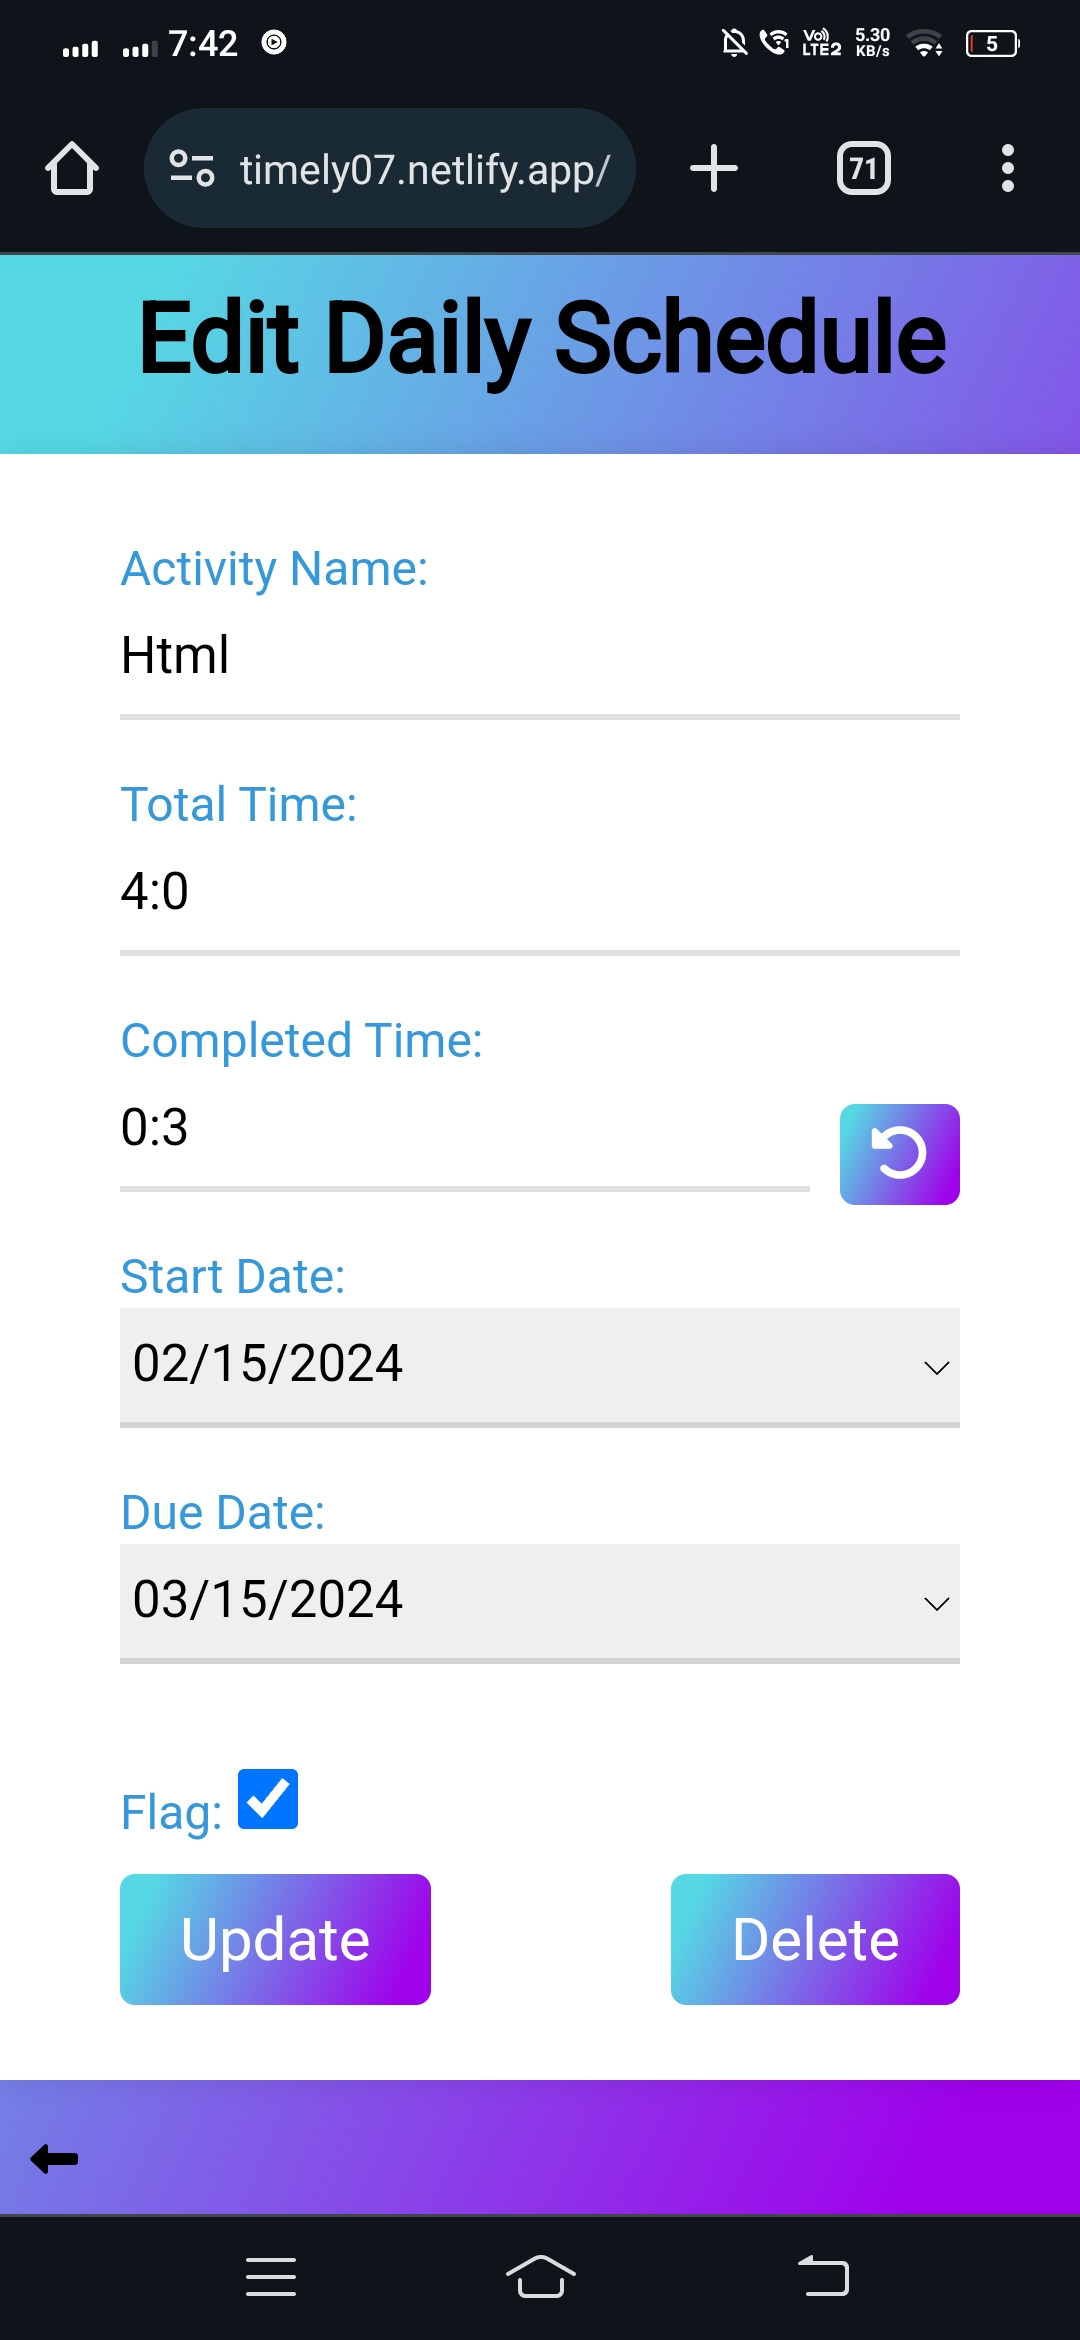 7:42 Vo)) LTE2 5.30 KB/s 5
timely07.netlify.app/ 71
Edit Daily Schedule
Activity Name:
Html
Total Time:
4:0
Completed Time:
0:3
Start Date:
02/15/2024
Due Date:
03/15/2024
Flag:
Update Delete